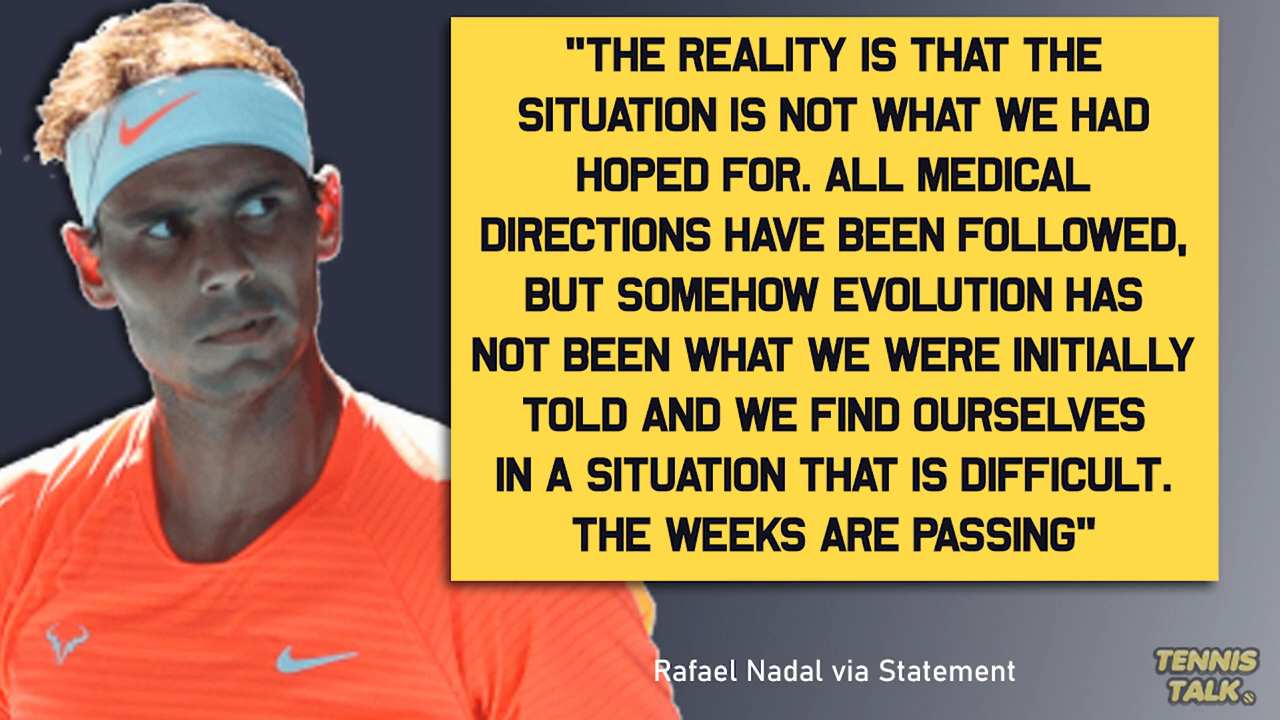 "THE REALITY IS THAT THE
SITUATION IS NOT WHAT WE HAD
HOPED FOR. ALL MEDICAL
DIRECTIONS HAVE BEEN FOLLOWED,
BUT SOMEHOW EVOLUTION HAS
NOT BEEN WHAT WE WERE INITIALLY
TOLD AND WE FIND OURSELVES
IN A SITUATION THAT IS DIFFICULT.
THE WEEKS ARE PASSING"
Rafael Nadal via Statement
TENNIS
TALK